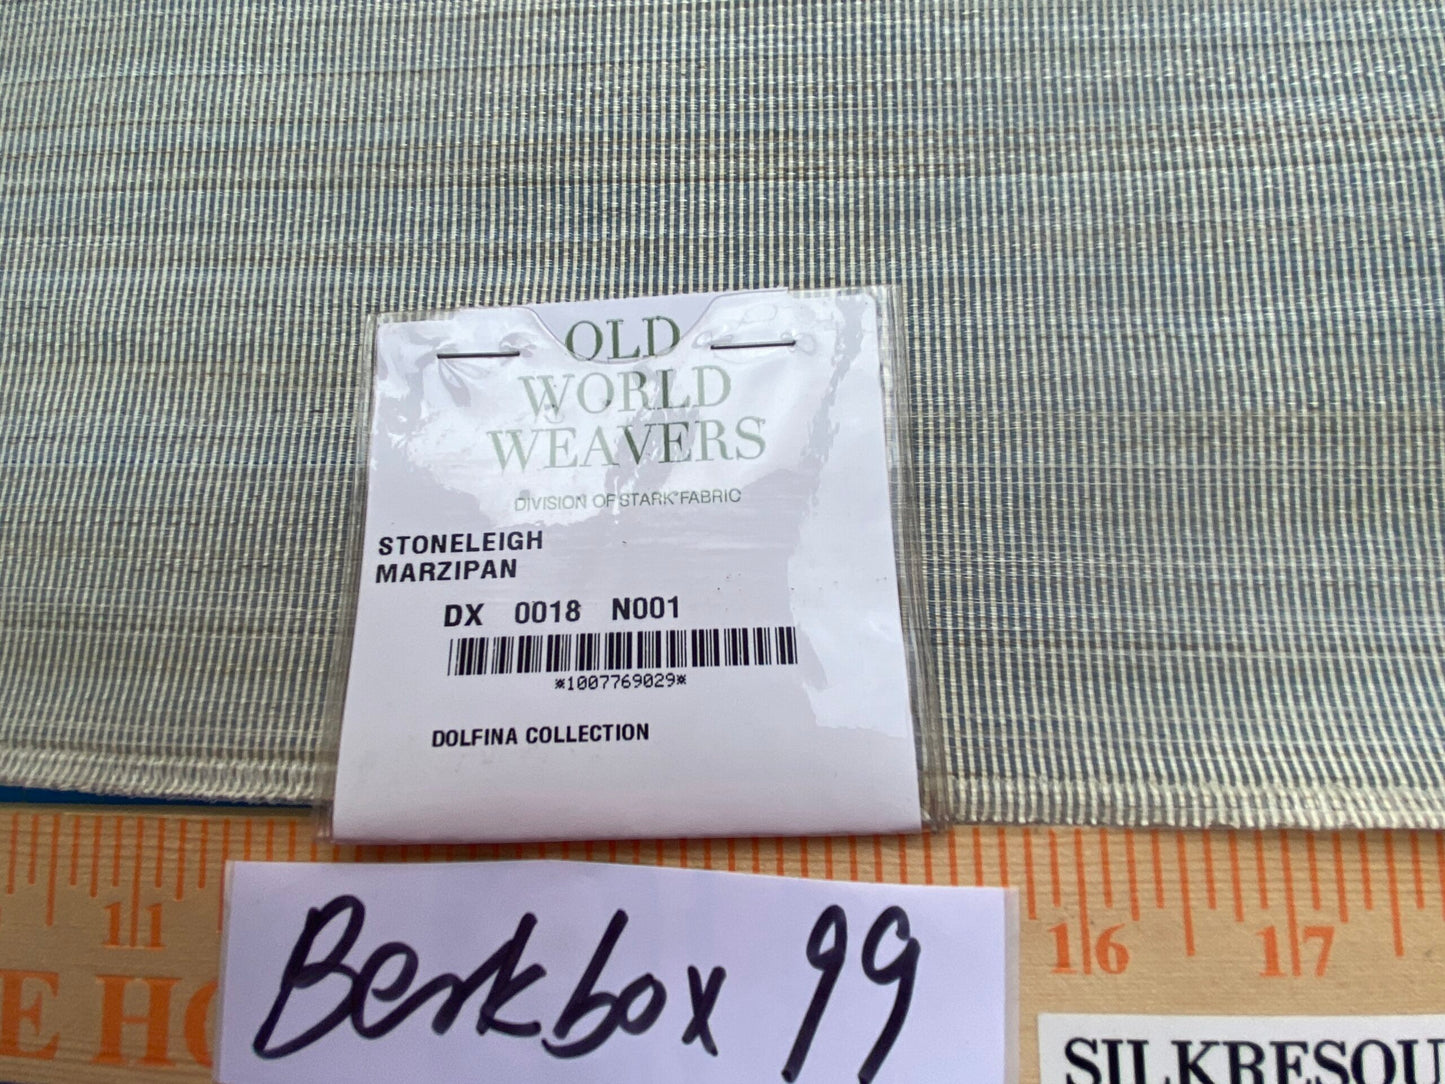 OLD
WORLD
WEAVERS
DIVISION OF STARK® FABRIC
STONELEIGH
MARZIPAN
DX 0018 N001
*1007769029*
DOLFINA COLLECTION
11 16 17
E HO
Berkbox 99
SILKRESOU